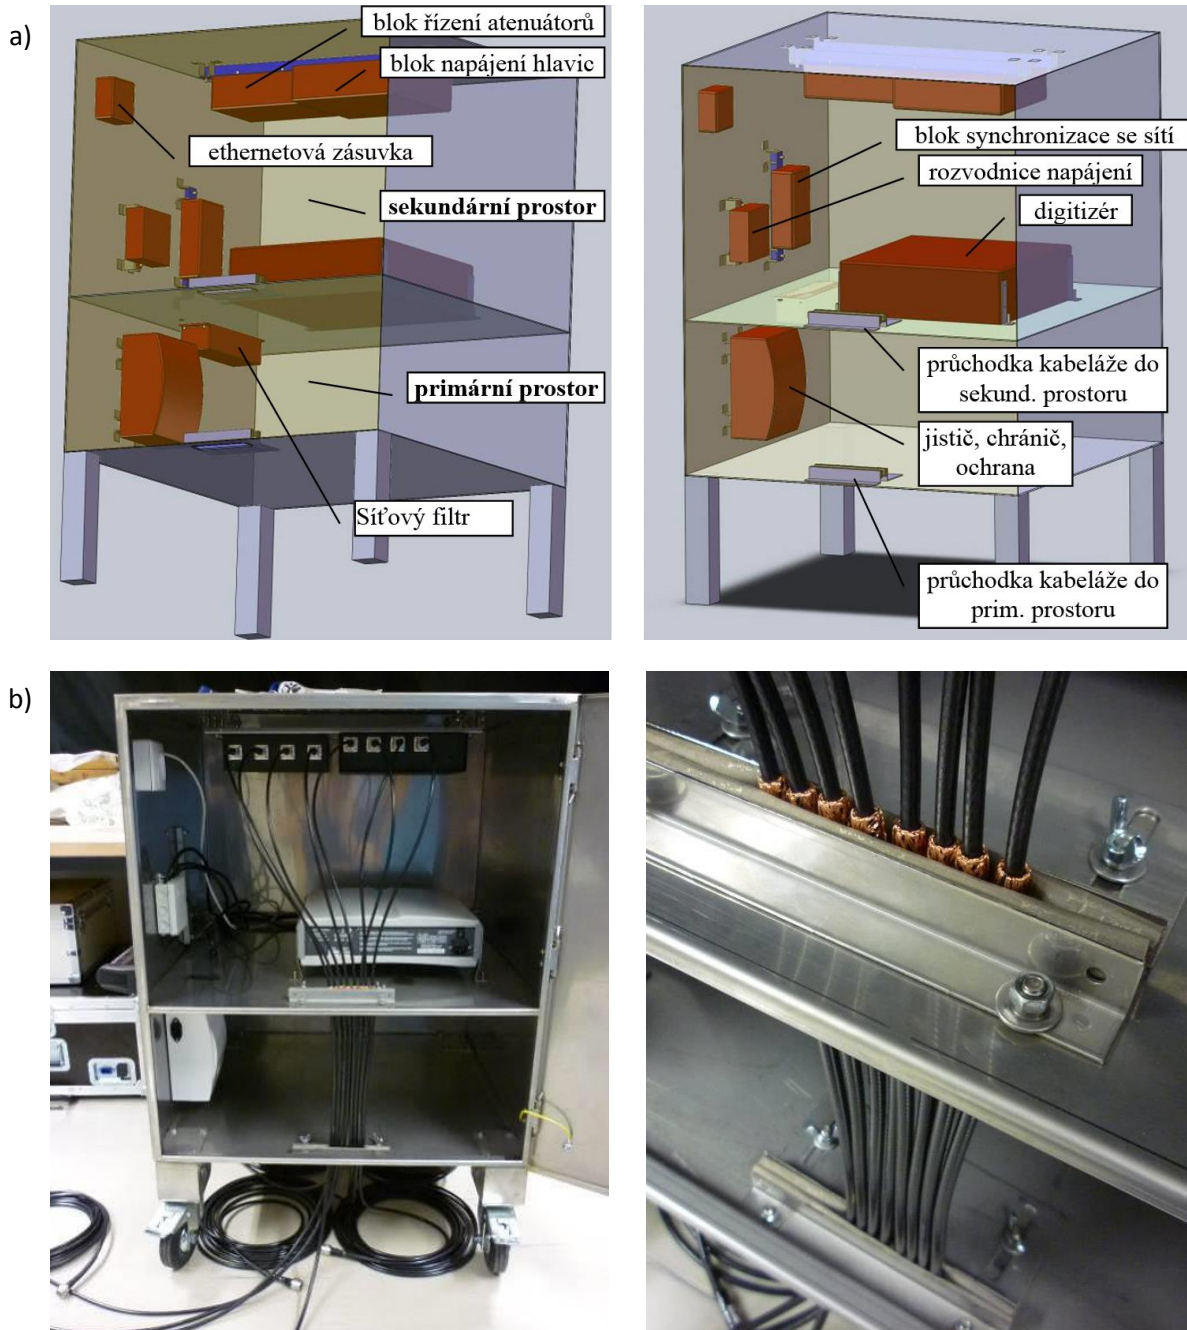 a)
blok řízení atenuátorů
blok napájení hlavic
ethernetová zásuvka
sekundární prostor
primární prostor
Síťový filtr
blok synchronizace se sítí
rozvodnice napájení
digitizér
průchodka kabeláže do
sekund. prostoru
jistič, chránič,
ochrana
průchodka kabeláže do
prim. prostoru
b)